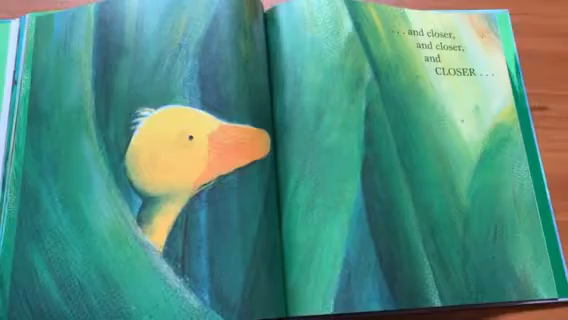 . . . and closer,
and closer,
and
CLOSER . . .